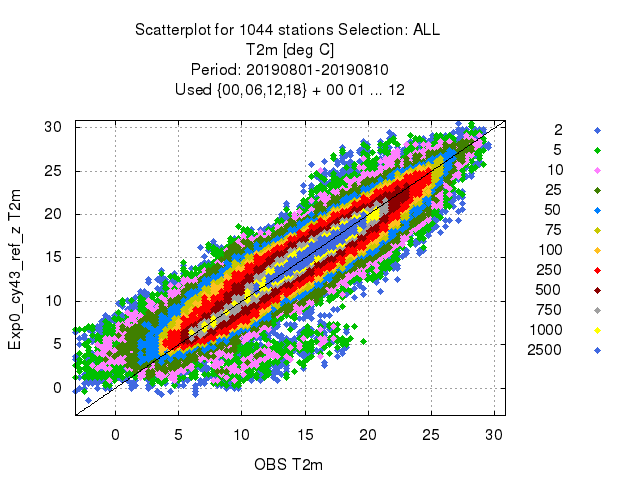 Scatterplot for 1044 stations Selection: ALL
T2m [deg C]
Period: 20190801-20190810
Used {00,06,12,18} + 00 01 ... 12
30
25
20
15
10
5
0
Exp0_cy43_ref_z T2m
0 5 10 15 20 25 30
OBS T2m
2
5
10
25
50
75
100
250
500
750
1000
2500